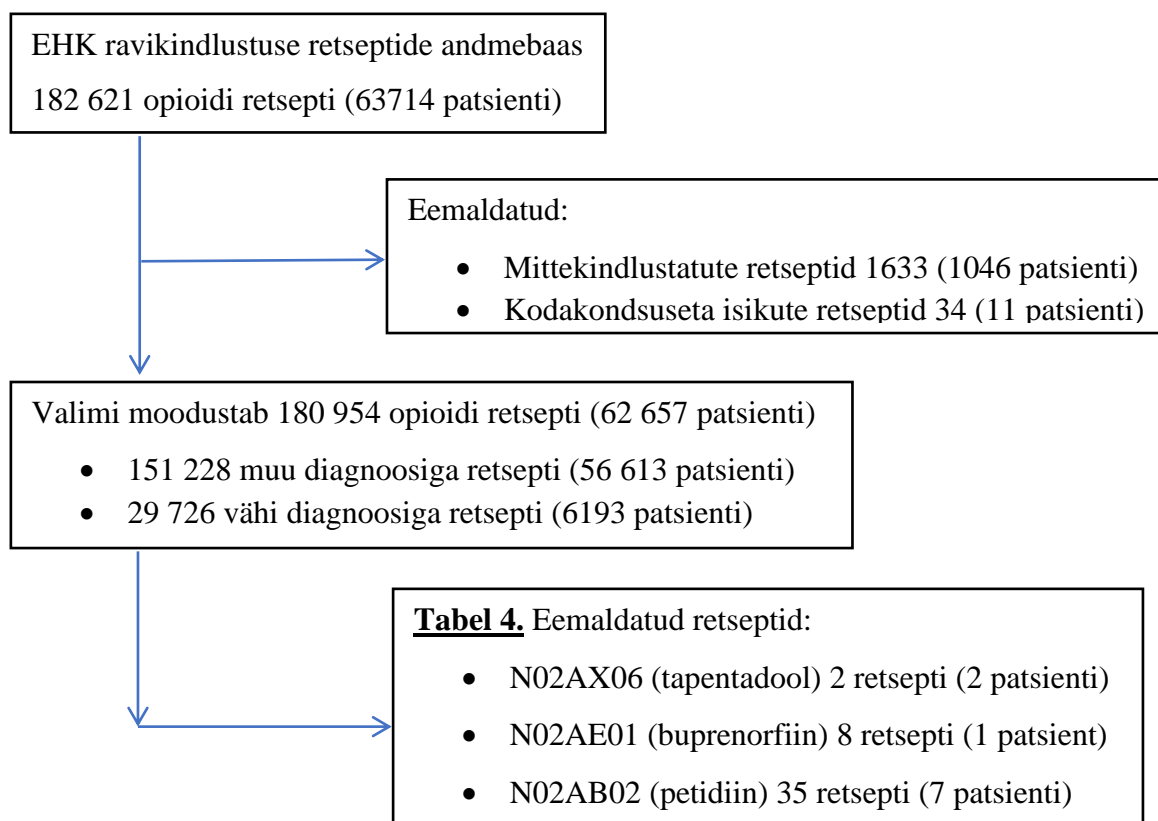 EHK ravikindlustuse retseptide andmebaas
182 621 opioidi retsepti (63714 patsienti)
Eemaldatud:
• Mittekindlustatute retseptid 1633 (1046 patsienti)
• Kodakondsuseta isikute retseptid 34 (11 patsienti)
Valimi moodustab 180 954 opioidi retsepti (62 657 patsienti)
• 151 228 muu diagnoosiga retsepti (56 613 patsienti)
• 29 726 vähi diagnoosiga retsepti (6193 patsienti)
Tabel 4. Eemaldatud retseptid:
• N02AX06 (tapentadool) 2 retsepti (2 patsienti)
• N02AE01 (buprenorfiin) 8 retsepti (1 patsient)
• N02AB02 (petidiin) 35 retsepti (7 patsienti)